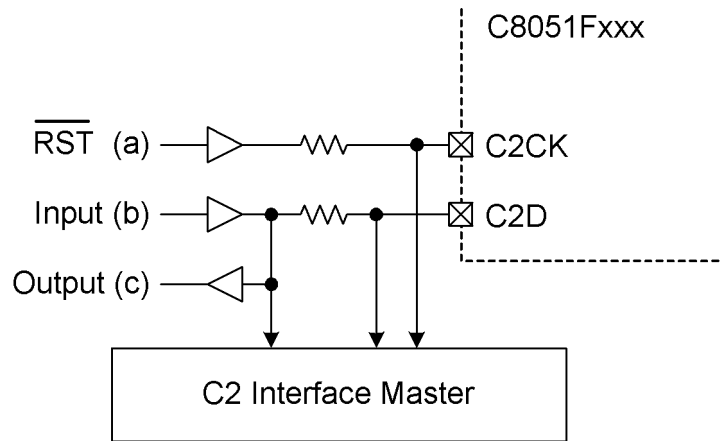 C8051Fxxx
RST (a)
C2CK
Input (b)
C2D
Output (c)
C2 Interface Master